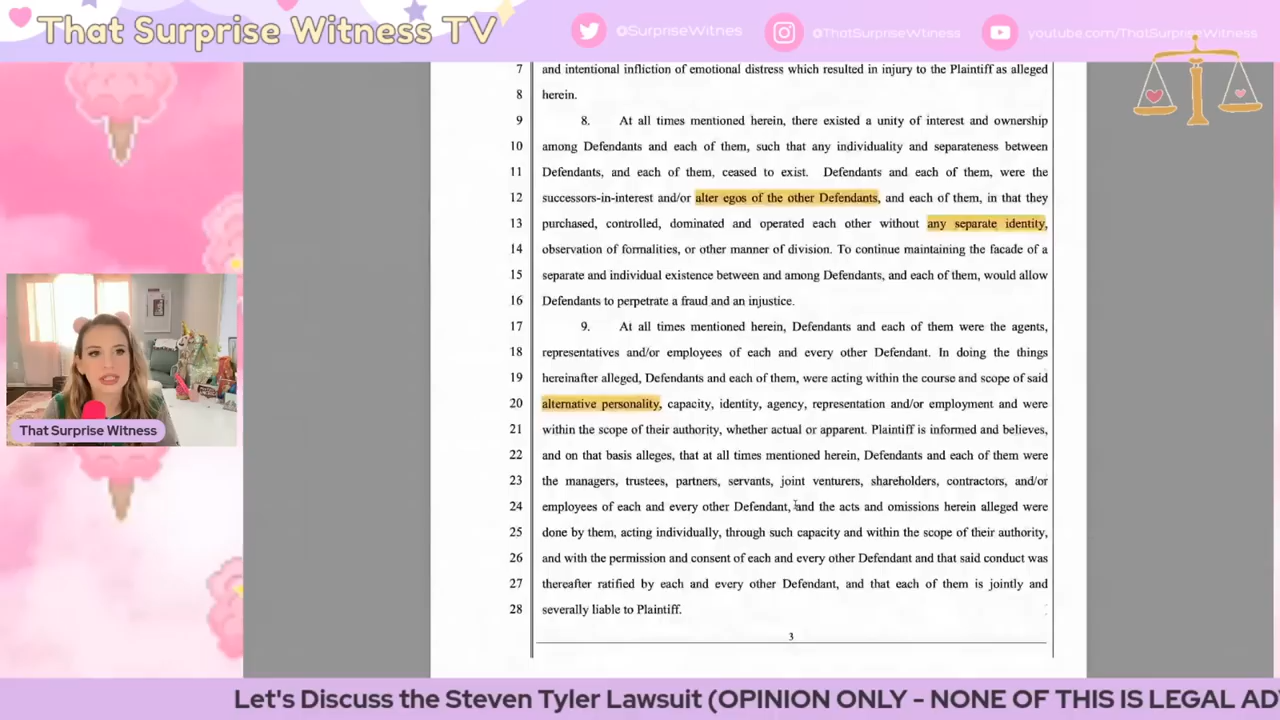 That Surprise Witness TV
@SurpriseWitnes
@ThatSurpriseWitness
youtube.com/ThatSurpriseWitness
7 and intentional infliction of emotional distress which resulted in injury to the Plaintiff as alleged
8 herein.
9 8. At all times mentioned herein, there existed a unity of interest and ownership
10 among Defendants and each of them, such that any individuality and separateness between
11 Defendants, and each of them, ceased to exist. Defendants and each of them, were the
12 successors-in-interest and/or alter egos of the other Defendants, and each of them, in that they
13 purchased, controlled, dominated and operated each other without any separate identity,
14 observation of formalities, or other manner of division. To continue maintaining the facade of a
15 separate and individual existence between and among Defendants, and each of them, would allow
16 Defendants to perpetrate a fraud and an injustice.
17 9. At all times mentioned herein, Defendants and each of them were the agents,
18 representatives and/or employees of each and every other Defendant. In doing the things
19 hereinafter alleged, Defendants and each of them, were acting within the course and scope of said
20 alternative personality, capacity, identity, agency, representation and/or employment and were
21 within the scope of their authority, whether actual or apparent. Plaintiff is informed and believes,
22 and on that basis alleges, that at all times mentioned herein, Defendants and each of them were
23 the managers, trustees, partners, servants, joint venturers, shareholders, contractors, and/or
24 employees of each and every other Defendant, and the acts and omissions herein alleged were
25 done by them, acting individually, through such capacity and within the scope of their authority,
26 and with the permission and consent of each and every other Defendant and that said conduct was
27 thereafter ratified by each and every other Defendant, and that each of them is jointly and
28 severally liable to Plaintiff.
3
That Surprise Witness
Let's Discuss the Steven Tyler Lawsuit (OPINION ONLY - NONE OF THIS IS LEGAL AD